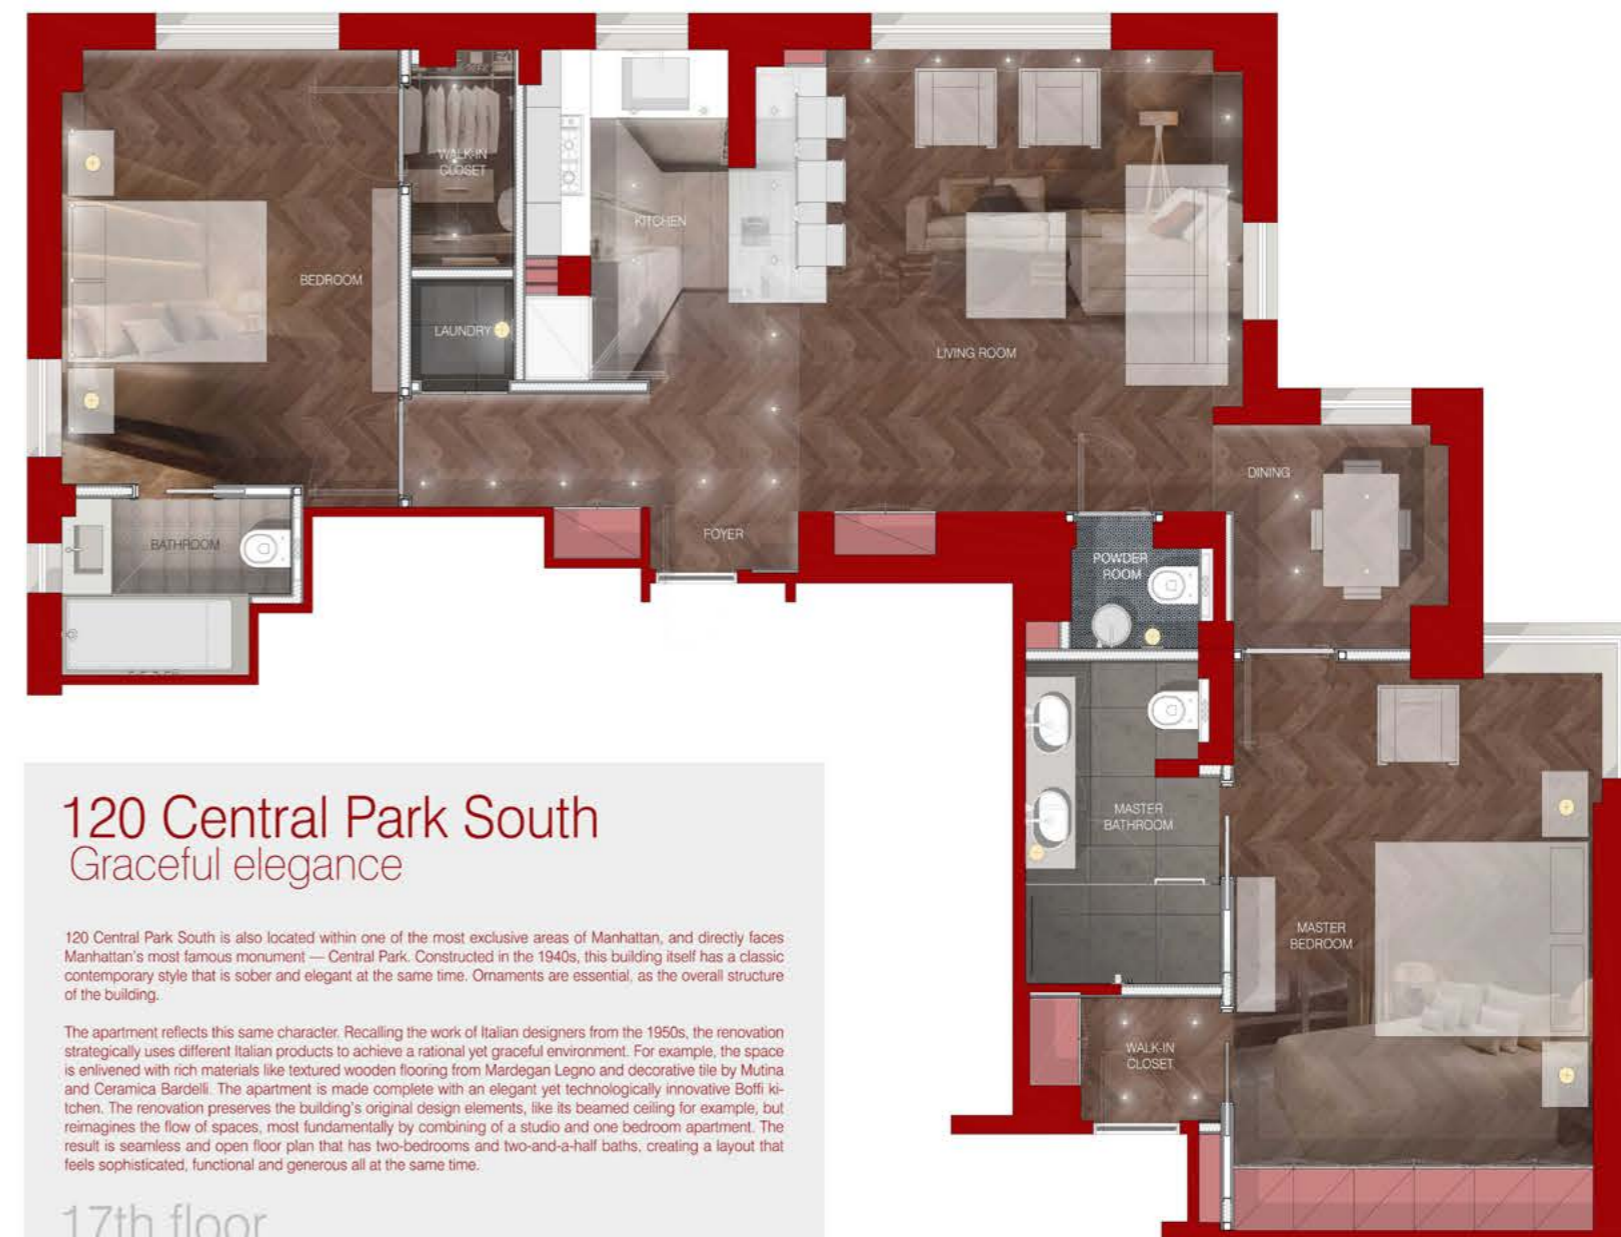 WALK-IN
CLOSET
KITCHEN
BEDROOM
LAUNDRY
LIVING ROOM
DINING
FOYER
BATHROOM
POWDER
ROOM
MASTER
BATHROOM
MASTER
BEDROOM
WALK-IN
CLOSET
120 Central Park South
Graceful elegance
120 Central Park South is also located within one of the most exclusive areas of Manhattan, and directly faces
Manhattan's most famous monument — Central Park. Constructed in the 1940s, this building itself has a classic
contemporary style that is sober and elegant at the same time. Ornaments are essential, as the overall structure
of the building.
The apartment reflects this same character. Recalling the work of Italian designers from the 1950s, the renovation
strategically uses different Italian products to achieve a rational yet graceful environment. For example, the space
is enlivened with rich materials like textured wooden flooring from Mardegan Legno and decorative tile by Mutina
and Ceramica Bardelli. The apartment is made complete with an elegant yet technologically innovative Boffi ki-
tchen. The renovation preserves the building's original design elements, like its beamed ceiling for example, but
reimagines the flow of spaces, most fundamentally by combining of a studio and one bedroom apartment. The
result is seamless and open floor plan that has two-bedrooms and two-and-a-half baths, creating a layout that
feels sophisticated, functional and generous all at the same time.
17th floor